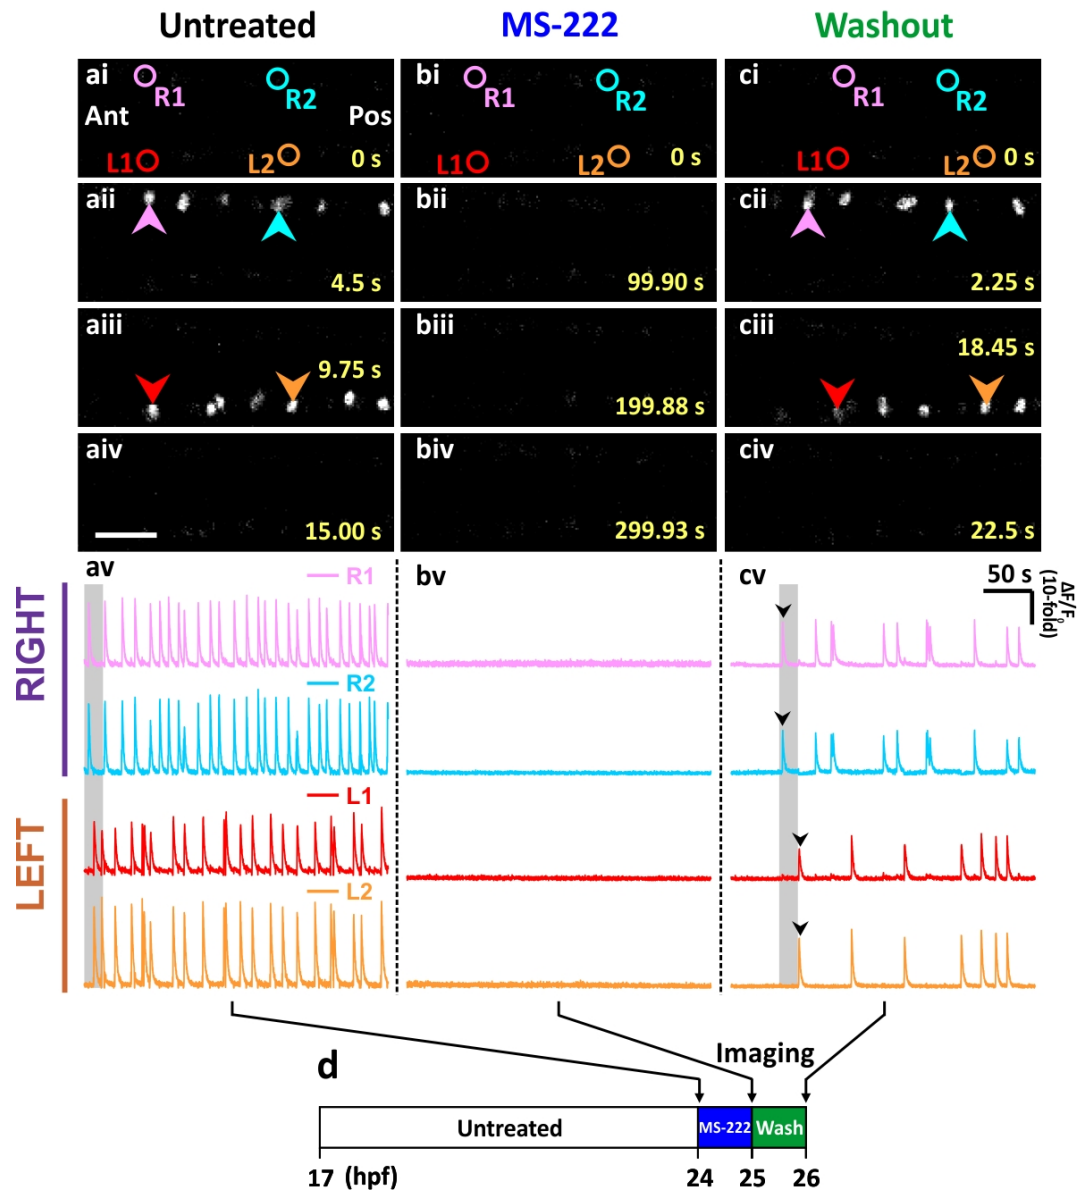 Untreated
MS-222
Washout
ai
R1
R2
Ant
Pos
L1
L2
0 s
bi
R1
R2
L1
L2
0 s
ci
R1
R2
L1
L2
0 s
aii
4.5 s
bii
99.90 s
cii
2.25 s
aiii
9.75 s
biii
199.88 s
ciii
18.45 s
aiv
15.00 s
biv
299.93 s
civ
22.5 s
av
R1
R2
L1
L2
bv
cv
50 s
ΔF/F0
(10-fold)
RIGHT
LEFT
d
Imaging
Untreated
MS-222
Wash
17 (hpf)
24
25
26